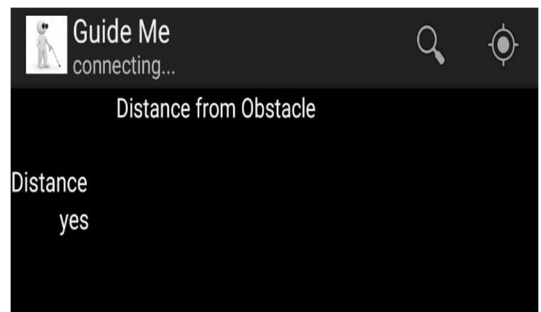 Guide Me
connecting...
Distance from Obstacle
Distance
yes